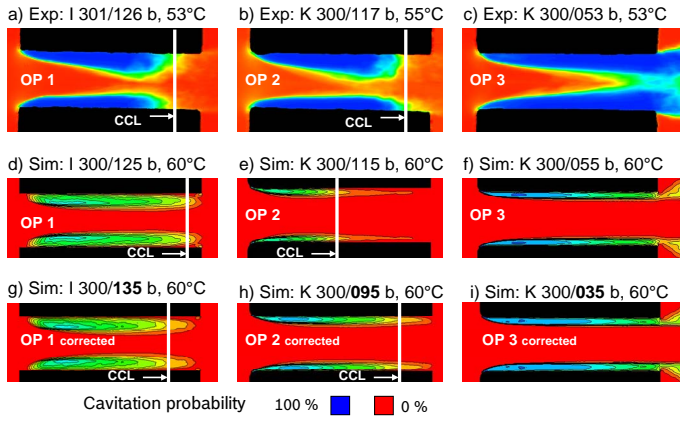 a) Exp: I 301/126 b, 53°C b) Exp: K 300/117 b, 55°C c) Exp: K 300/053 b, 53°C
OP 1 OP 2 OP 3
CCL CCL
d) Sim: I 300/125 b, 60°C e) Sim: K 300/115 b, 60°C f) Sim: K 300/055 b, 60°C
OP 1 OP 2 OP 3
CCL CCL
g) Sim: I 300/135 b, 60°C h) Sim: K 300/095 b, 60°C i) Sim: K 300/035 b, 60°C
OP 1 corrected OP 2 corrected OP 3 corrected
CCL CCL
Cavitation probability 100 % 0 %